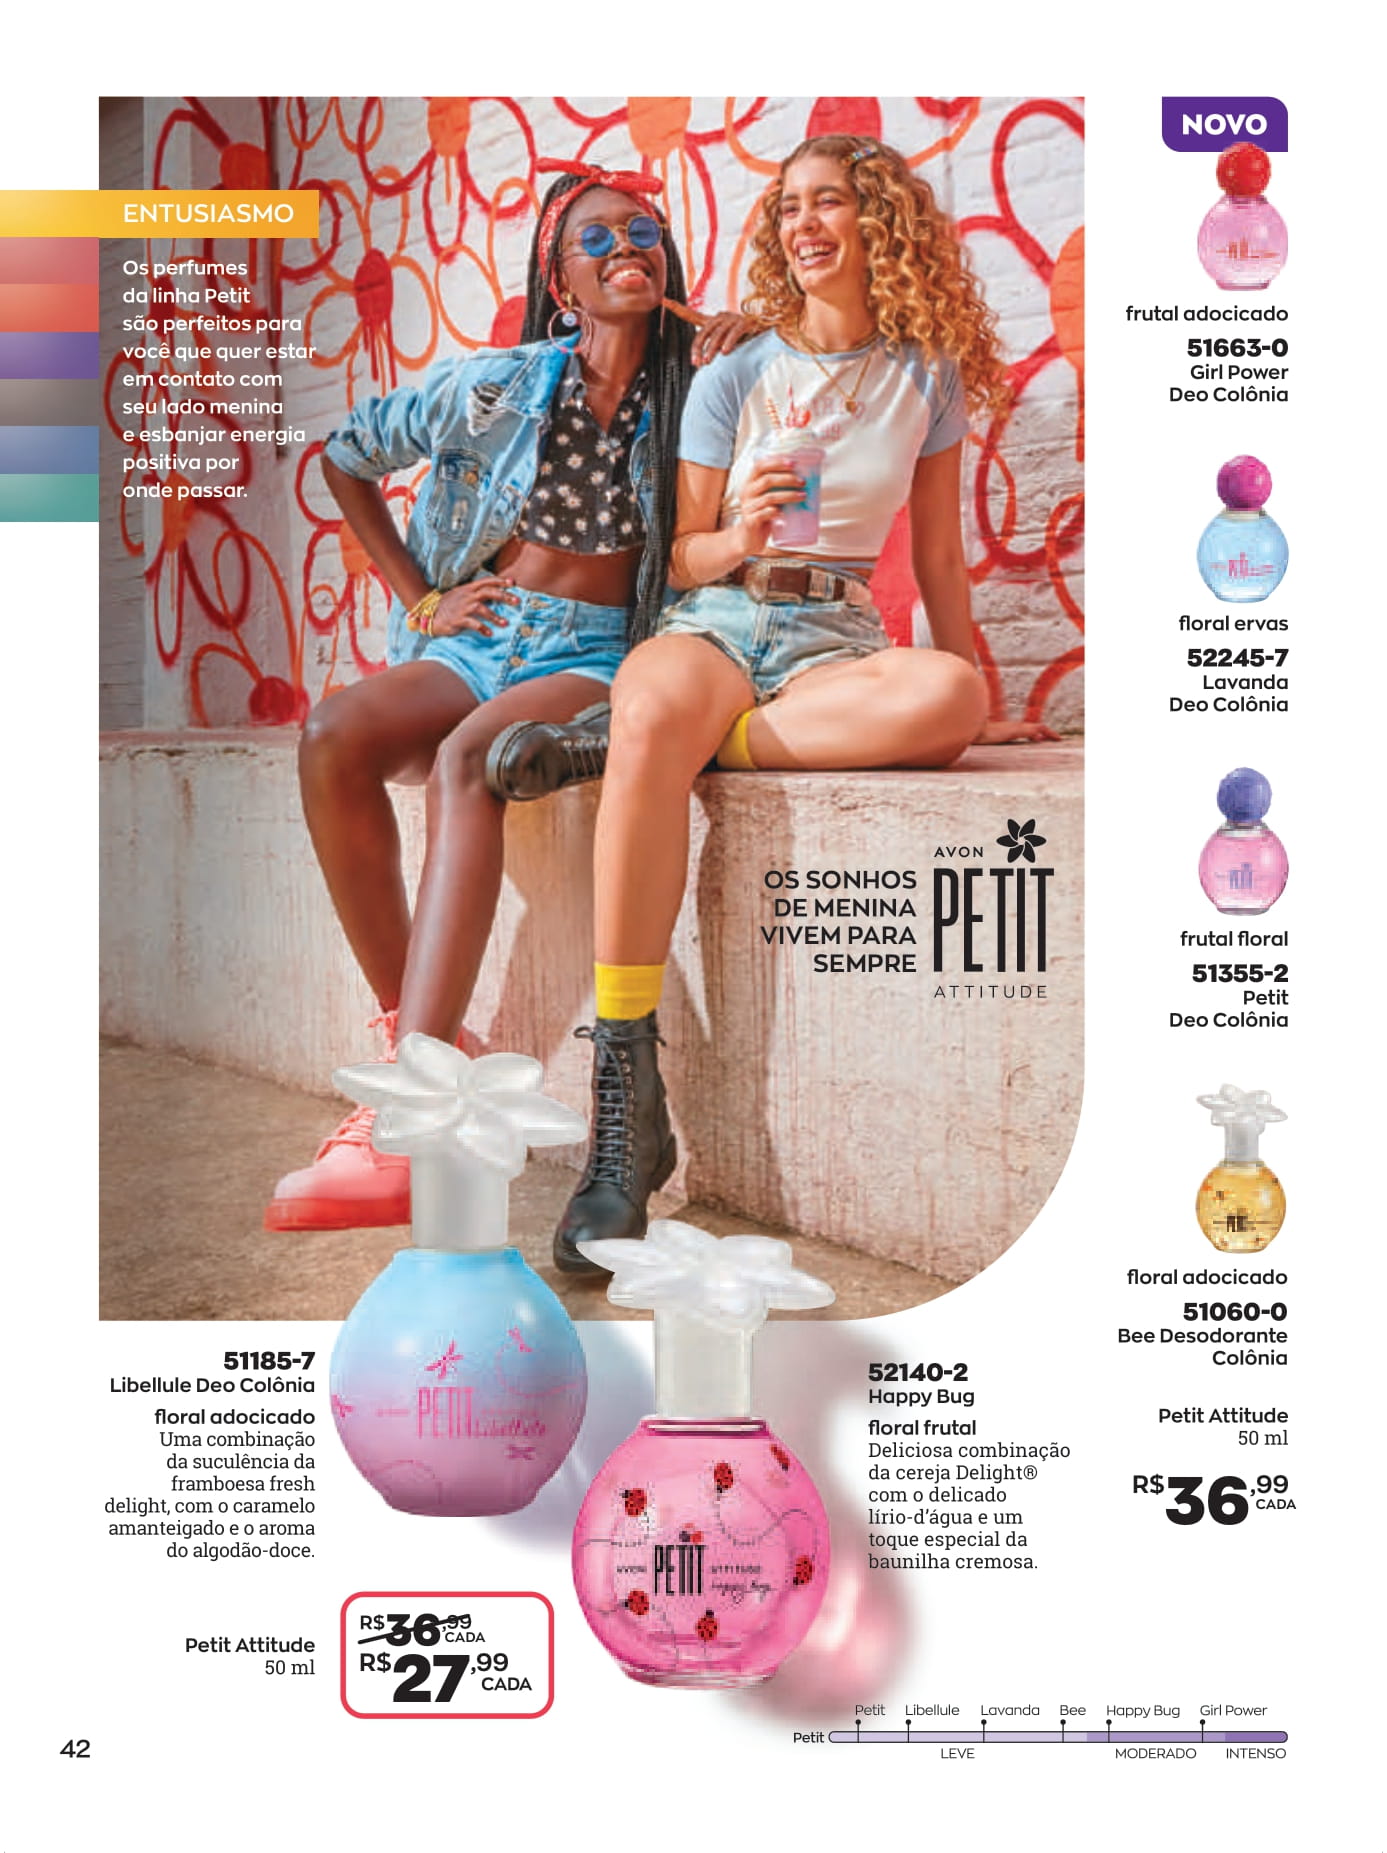 ENTUSIASMO
Os perfumes
da linha Petit
são perfeitos para
você que quer estar
em contato com
seu lado menina
e esbanjar energia
positiva por
onde passar.
OS SONHOS
DE MENINA
VIVEM PARA
SEMPRE
AVON
PETIT
ATTITUDE
NOVO
frutal adocicado
51663-0
Girl Power
Deo Colônia
floral ervas
52245-7
Lavanda
Deo Colônia
frutal floral
51355-2
Petit
Deo Colônia
floral adocicado
51060-0
Bee Desodorante
Colônia
Petit Attitude
50 ml
R$36,99
CADA
51185-7
Libellule Deo Colônia
floral adocicado
Uma combinação
da suculência da
framboesa fresh
delight, com o caramelo
amanteigado e o aroma
do algodão-doce.
PETIT
Libellule
Petit Attitude
50 ml
R$36,99
CADA
R$27,99
CADA
AVON PETIT ATTITUDE
Happy Bug
52140-2
Happy Bug
floral frutal
Deliciosa combinação
da cereja Delight®
com o delicado
lírio-d’água e um
toque especial da
baunilha cremosa.
Petit Libellule Lavanda Bee Happy Bug Girl Power
Petit
LEVE MODERADO INTENSO
42